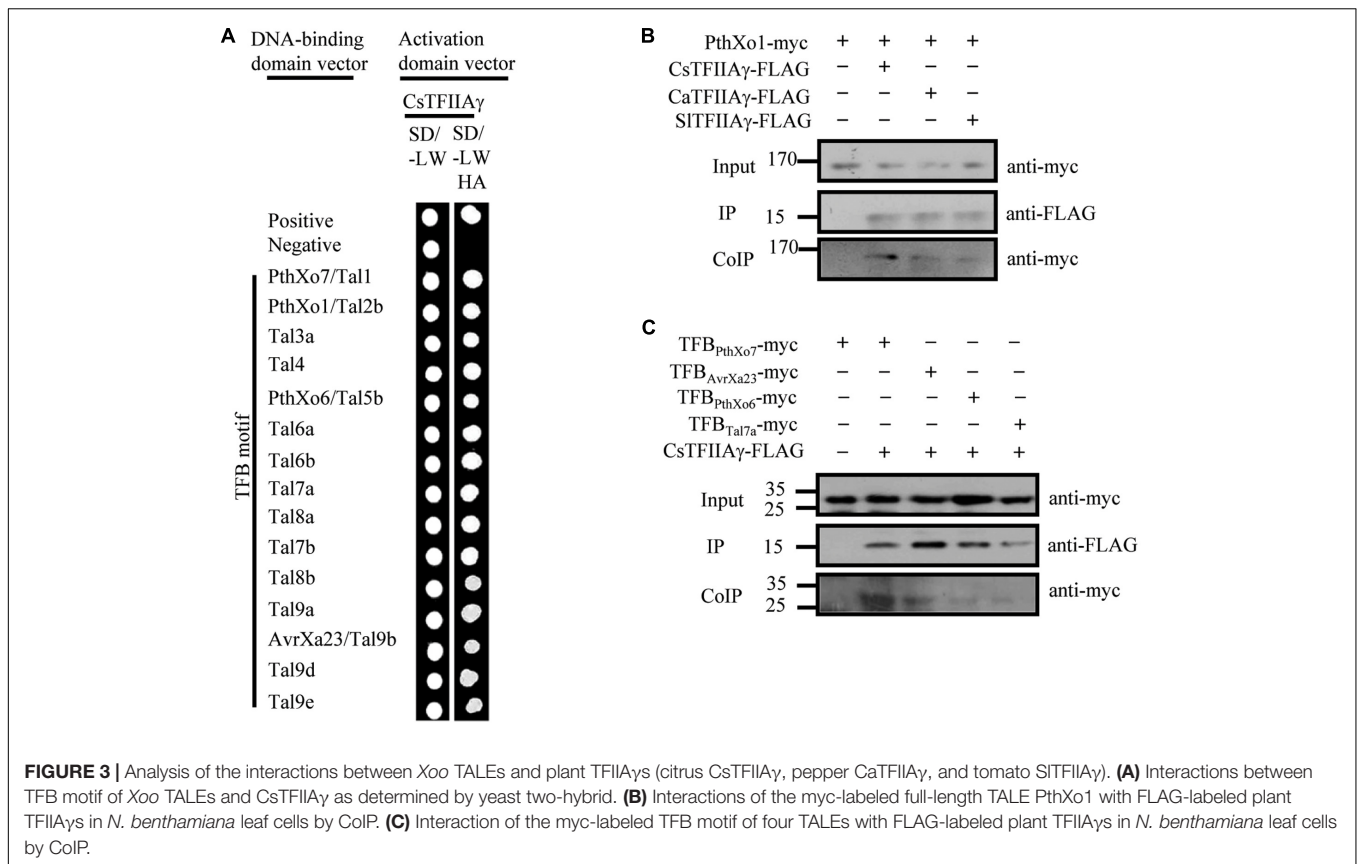 A
DNA-binding domain vector
Activation domain vector
CsTFIIAγ
SD/-LW
SD/-LWHA
Positive
Negative
PthXo7/Tal1
PthXo1/Tal2b
Tal3a
Tal4
PthXo6/Tal5b
Tal6a
Tal6b
Tal7a
Tal8a
Tal7b
Tal8b
Tal9a
AvrXa23/Tal9b
Tal9d
Tal9e
TFB motif
B
PthXo1-myc + + + +
CsTFIIAγ-FLAG – + – –
CaTFIIAγ-FLAG – – + –
SlTFIIAγ-FLAG – – – +
Input 170 anti-myc
IP 15 anti-FLAG
CoIP 170 anti-myc
C
TFBPthXo7-myc + + – – –
TFBAvrXa23-myc – – + – –
TFBPthXo6-myc – – – + –
TFBTal7a-myc – – – – +
CsTFIIAγ-FLAG – + + + +
Input 35 25 anti-myc
IP 15 anti-FLAG
CoIP 35 25 anti-myc
FIGURE 3 | Analysis of the interactions between Xoo TALEs and plant TFIIAγs (citrus CsTFIIAγ, pepper CaTFIIAγ, and tomato SlTFIIAγ). (A) Interactions between
TFB motif of Xoo TALEs and CsTFIIAγ as determined by yeast two-hybrid. (B) Interactions of the myc-labeled full-length TALE PthXo1 with FLAG-labeled plant
TFIIAγs in N. benthamiana leaf cells by CoIP. (C) Interaction of the myc-labeled TFB motif of four TALEs with FLAG-labeled plant TFIIAγs in N. benthamiana leaf cells
by CoIP.